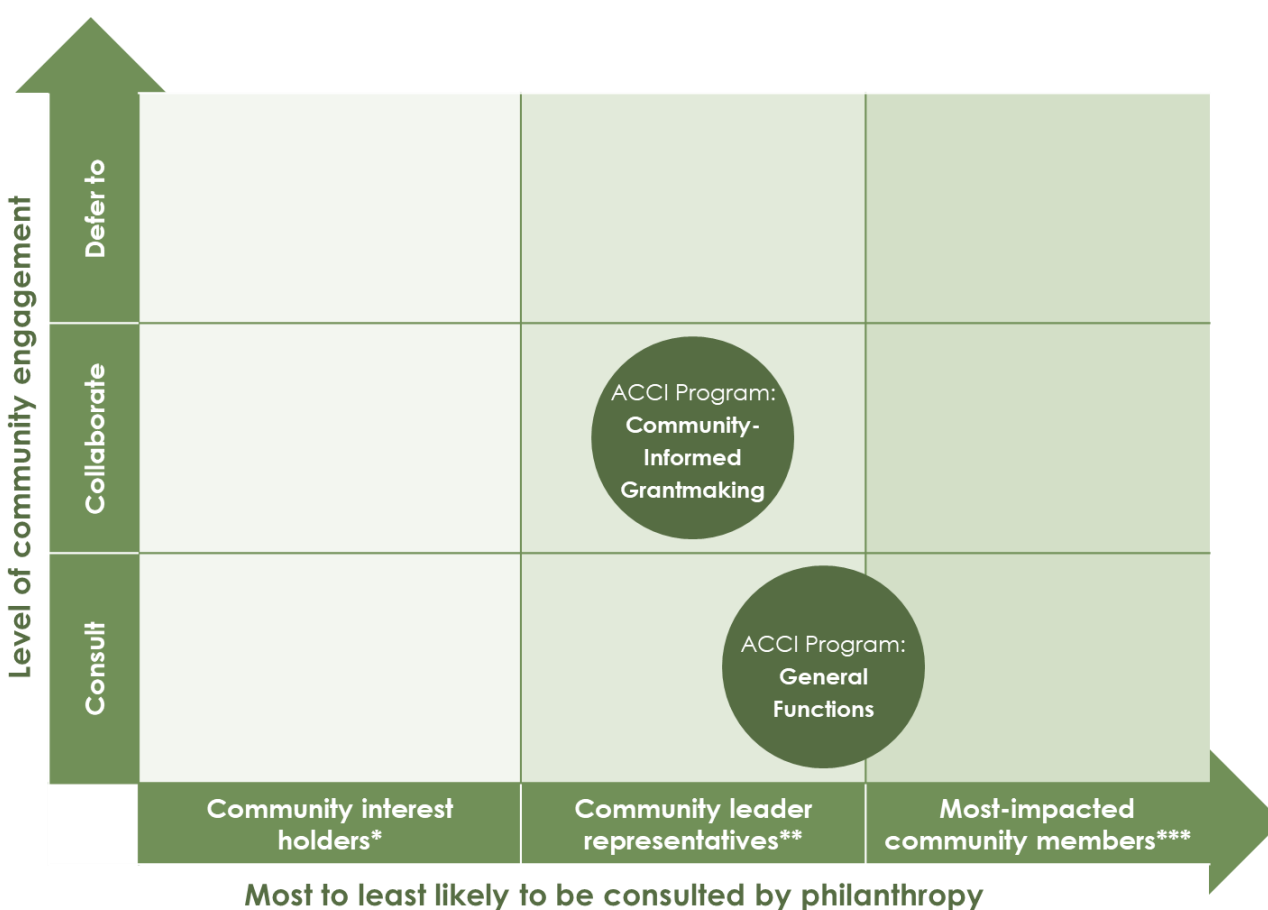 Level of community engagement
Defer to
Collaborate
Consult
ACCI Program:
Community-
Informed
Grantmaking
ACCI Program:
General
Functions
Community interest
holders*
Community leader
representatives**
Most-impacted
community members***
Most to least likely to be consulted by philanthropy